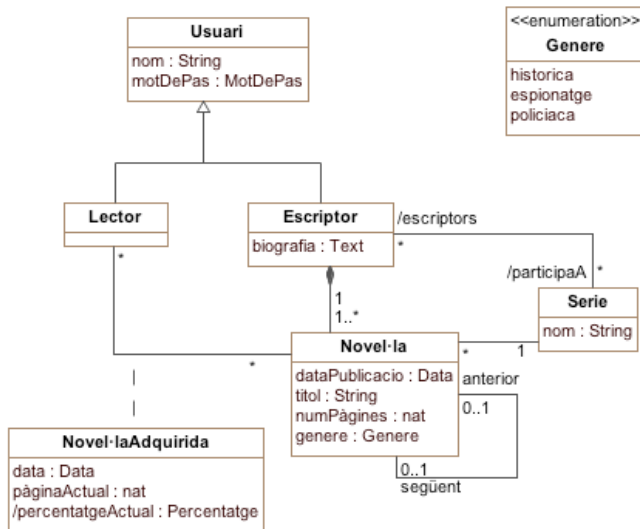 Usuari
nom : String
motDePas : MotDePas
<<enumeration>>
Genere
historica
espionatge
policiaca
Lector
*
Escriptor
biografia : Text
/escriptors
*
/participaA
*
Serie
nom : String
1
1..*
Novel·la
dataPublicacio : Data
titol : String
numPàgines : nat
genere : Genere
*
*
1
anterior
0..1
0..1
següent
Novel·laAdquirida
data : Data
pàginaActual : nat
/percentatgeActual : Percentatge